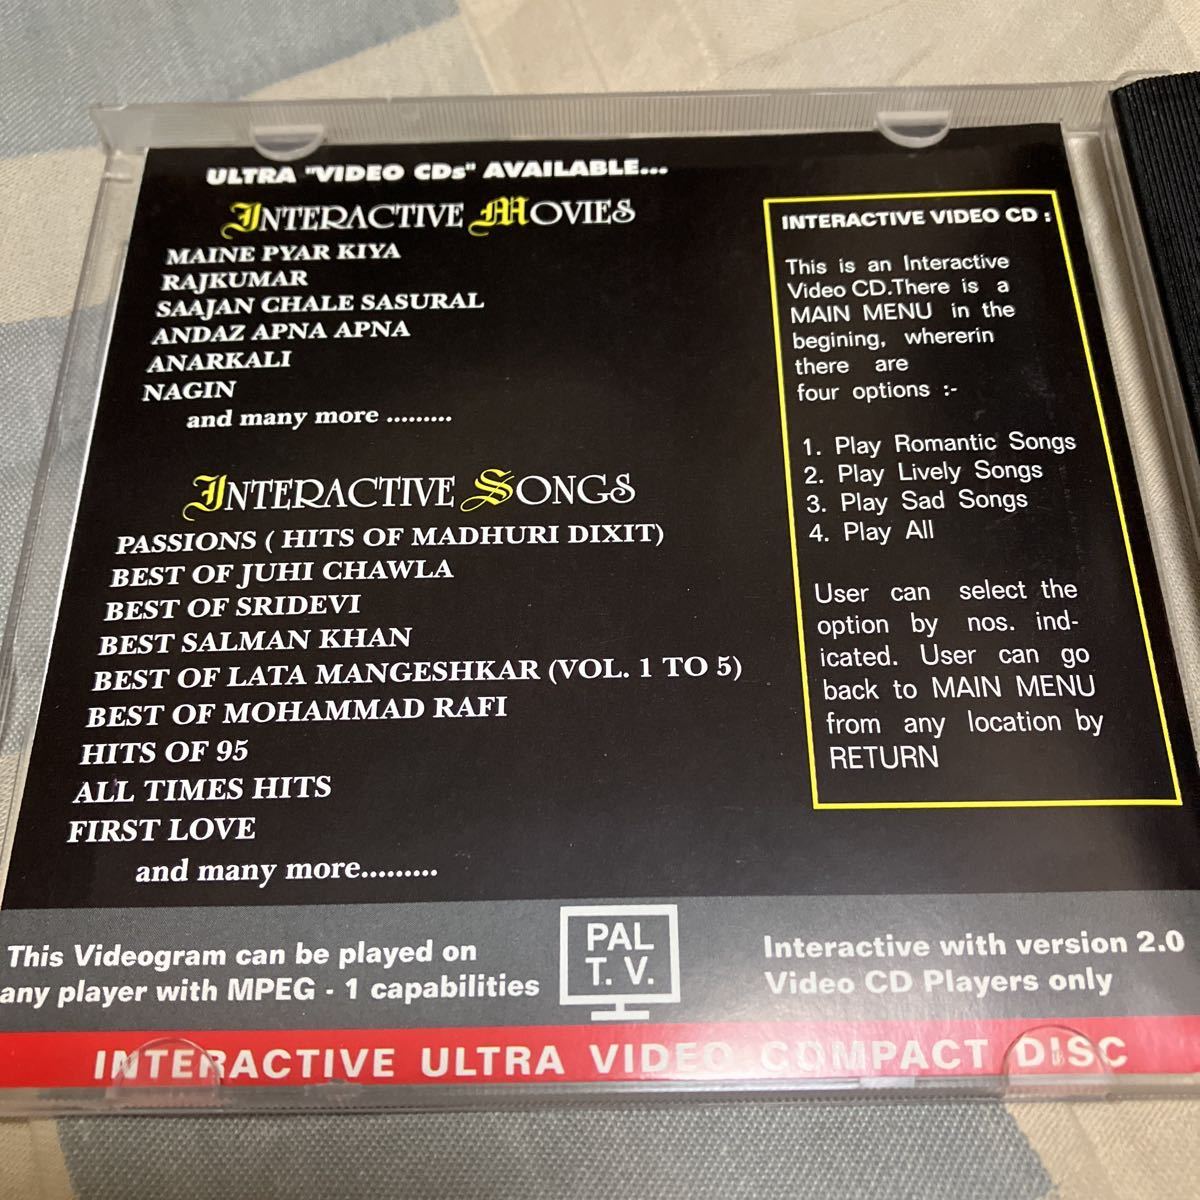 ULTRA "VIDEO CDs" AVAILABLE...
INTERACTIVE MOVIES
MAINE PYAR KIYA
RAJKUMAR
SAAJAN CHALE SASURAL
ANDAZ APNA APNA
ANARKALI
NAGIN
and many more .........
INTERACTIVE SONGS
PASSIONS ( HITS OF MADHURI DIXIT)
BEST OF JUHI CHAWLA
BEST OF SRIDEVI
BEST SALMAN KHAN
BEST OF LATA MANGESHKAR (VOL. 1 TO 5)
BEST OF MOHAMMAD RAFI
HITS OF 95
ALL TIMES HITS
FIRST LOVE
and many more.........
INTERACTIVE VIDEO CD :
This is an Interactive
Video CD.There is a
MAIN MENU in the
begining, whererin
there are
four options :-
1. Play Romantic Songs
2. Play Lively Songs
3. Play Sad Songs
4. Play All
User can select the
option by nos. ind-
icated. User can go
back to MAIN MENU
from any location by
RETURN
This Videogram can be played on
any player with MPEG - 1 capabilities
PAL
T. V.
Interactive with version 2.0
Video CD Players only
INTERACTIVE ULTRA VIDEO COMPACT DISC